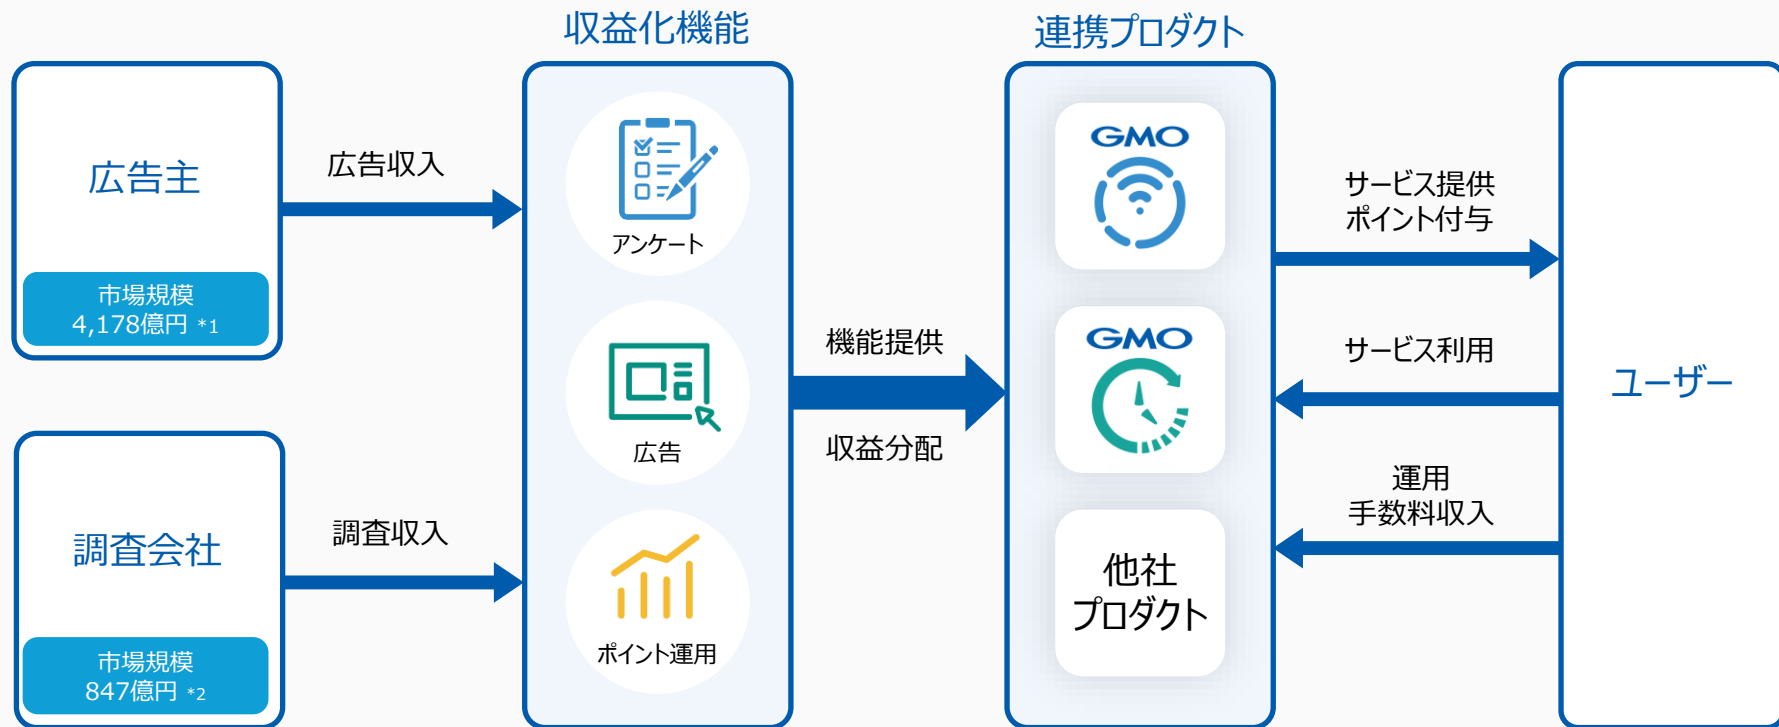 収益化機能
連携プロダクト
広告主
市場規模
4,178億円 *1
広告収入
調査会社
市場規模
847億円 *2
調査収入
アンケート
広告
ポイント運用
機能提供
収益分配
GMO
GMO
他社
プロダクト
サービス提供
ポイント付与
サービス利用
運用
手数料収入
ユーザー